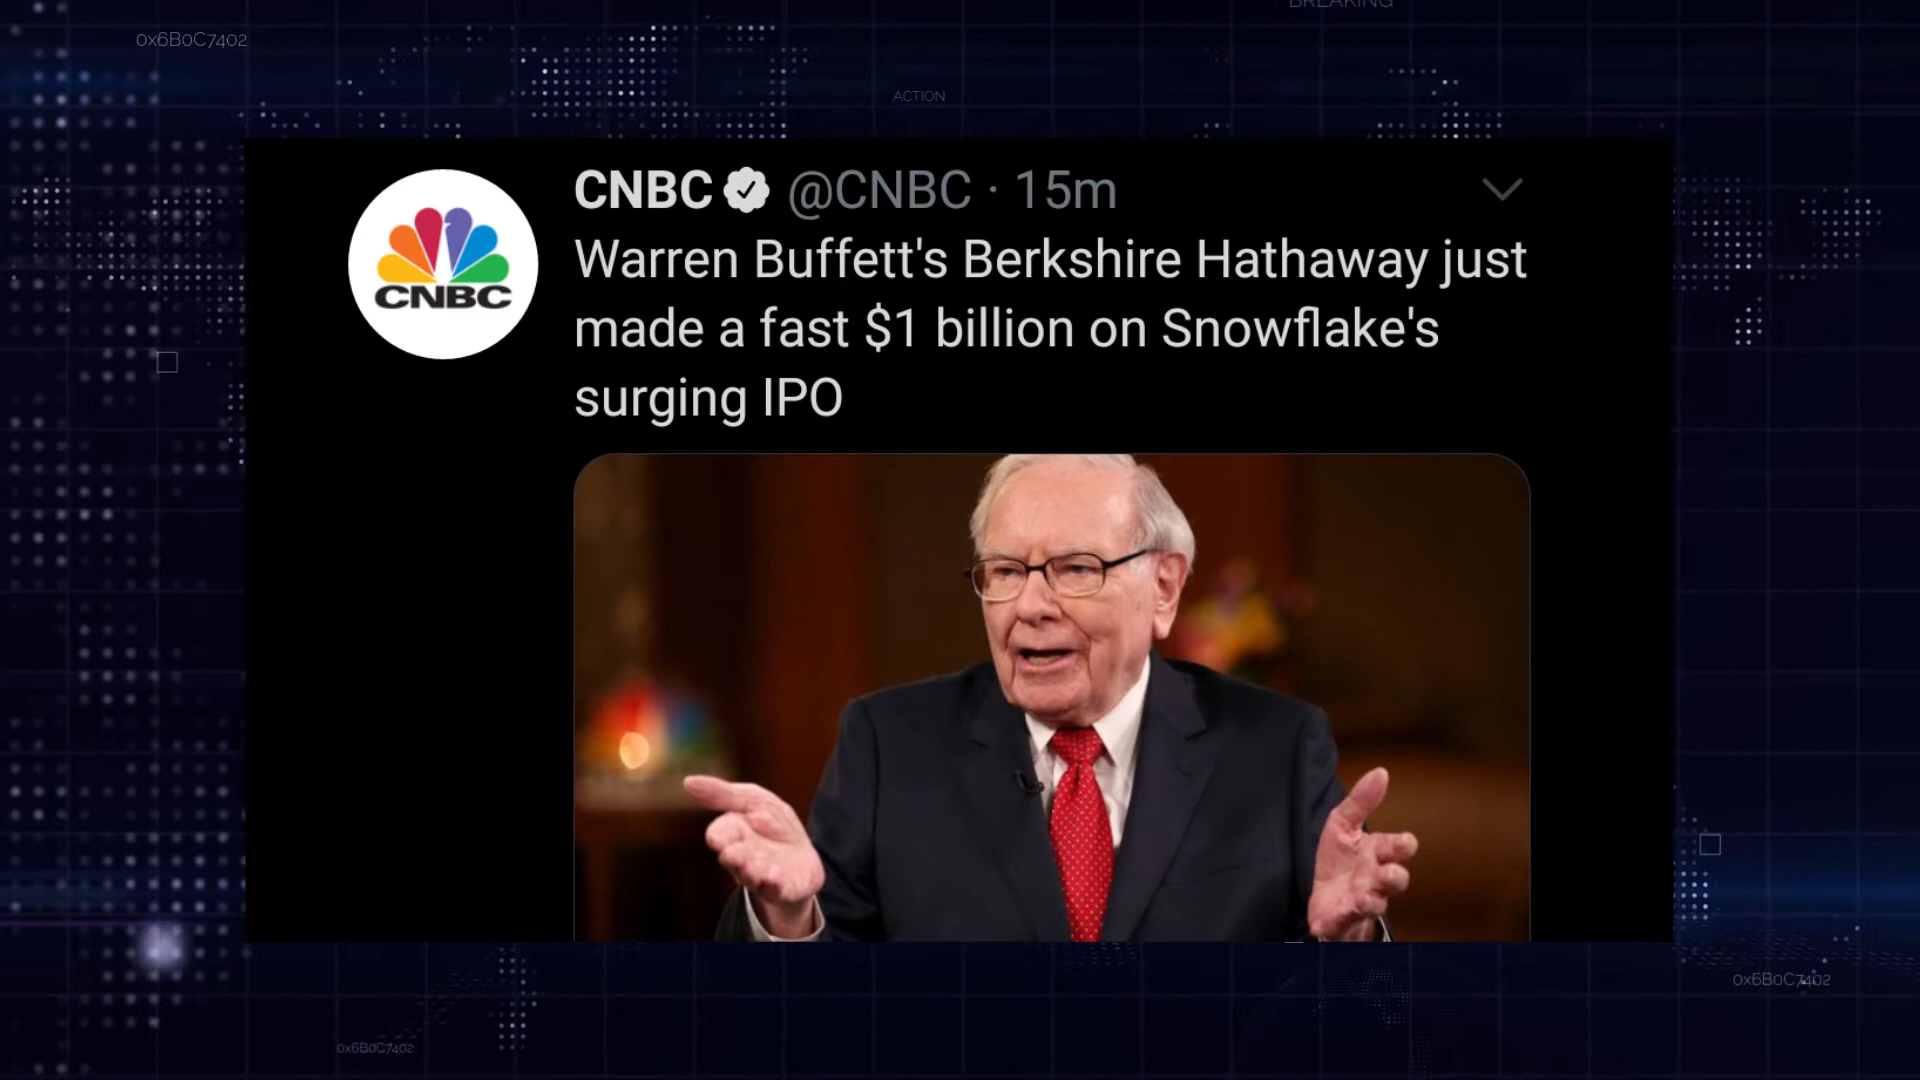 BREAKING
0x6B0C7402
ACTION
CNBC @CNBC · 15m
CNBC
Warren Buffett's Berkshire Hathaway just
made a fast $1 billion on Snowflake's
surging IPO
0x6B0C7402
0x6B0C7402